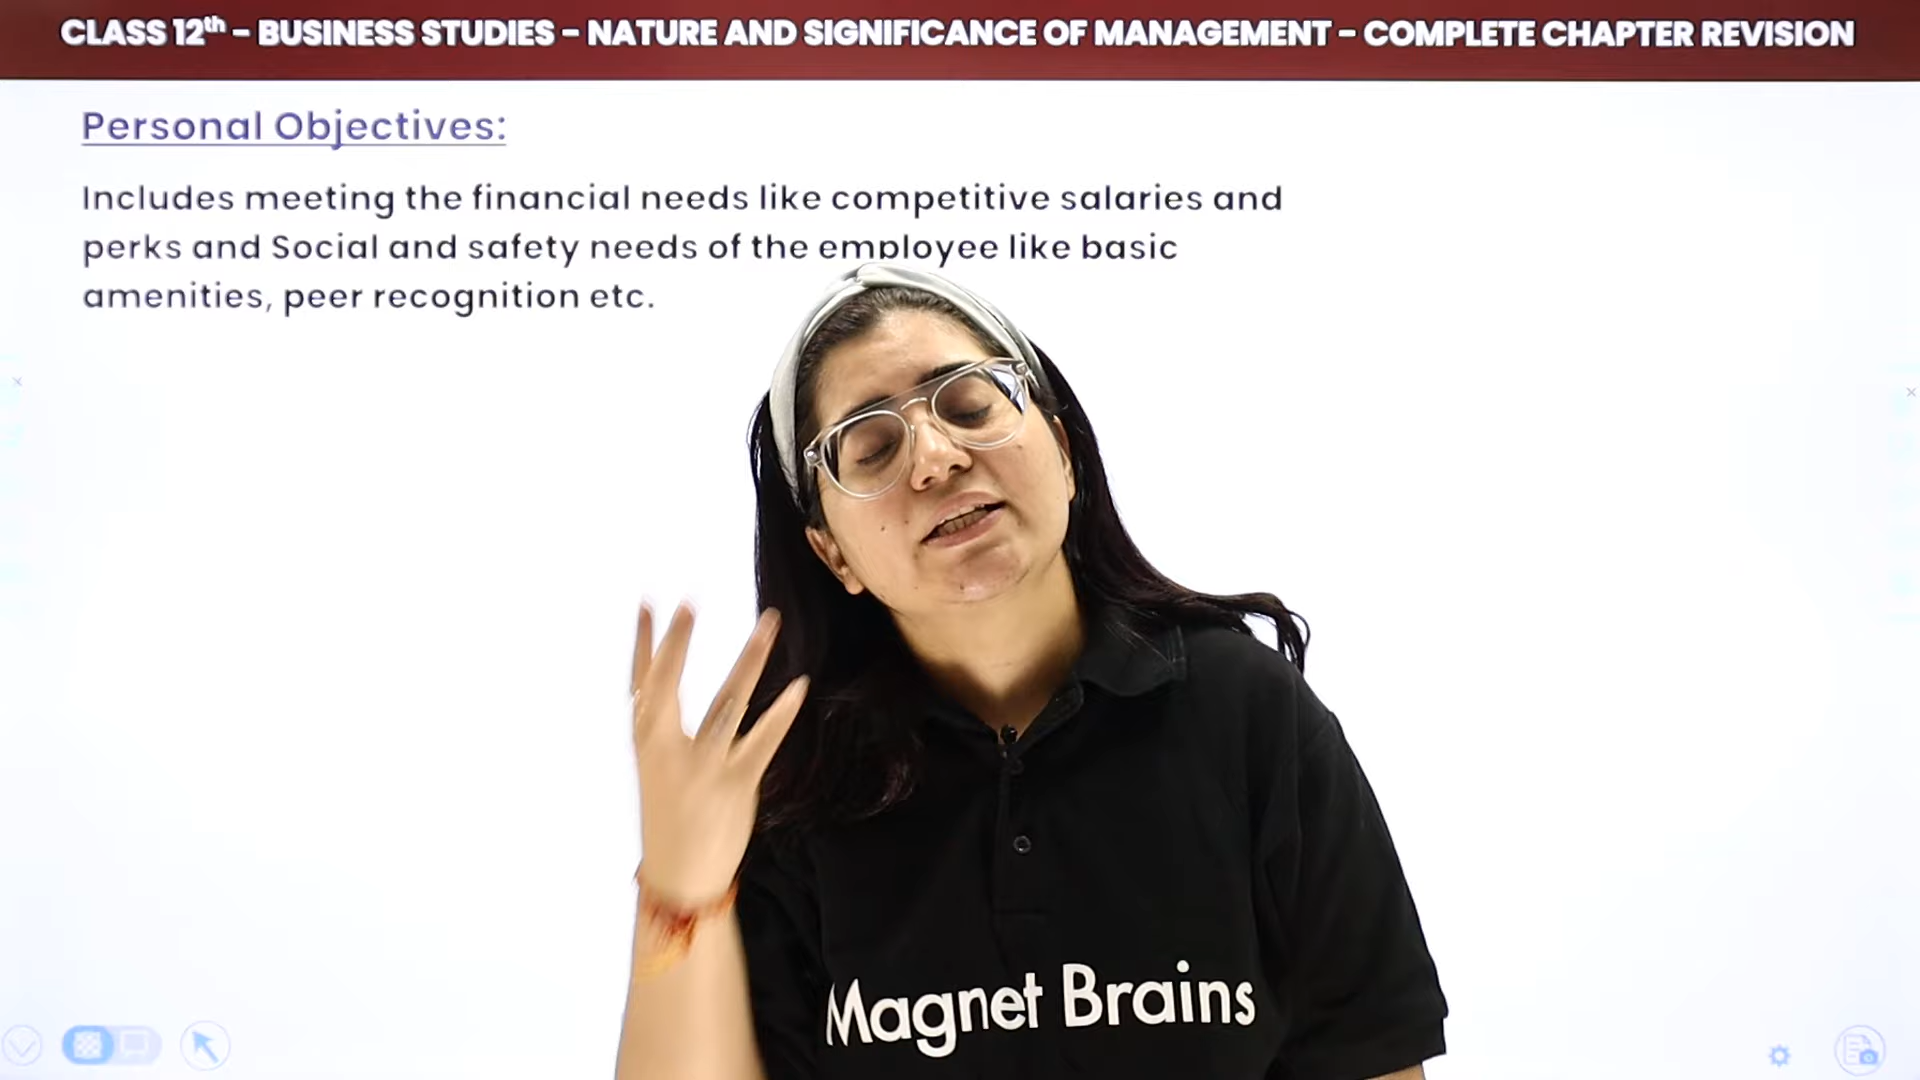 CLASS 12th – BUSINESS STUDIES – NATURE AND SIGNIFICANCE OF MANAGEMENT – COMPLETE CHAPTER REVISION
Personal Objectives:
Includes meeting the financial needs like competitive salaries and
perks and Social and safety needs of the employee like basic
amenities, peer recognition etc.
Magnet Brains